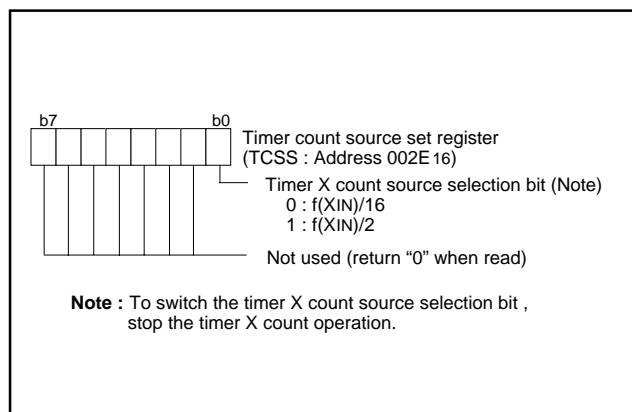 b7 b0
Timer count source set register
(TCSS : Address 002E16)
Timer X count source selection bit (Note)
0 : f(XIN)/16
1 : f(XIN)/2
Not used (return “0” when read)
Note : To switch the timer X count source selection bit ,
stop the timer X count operation.